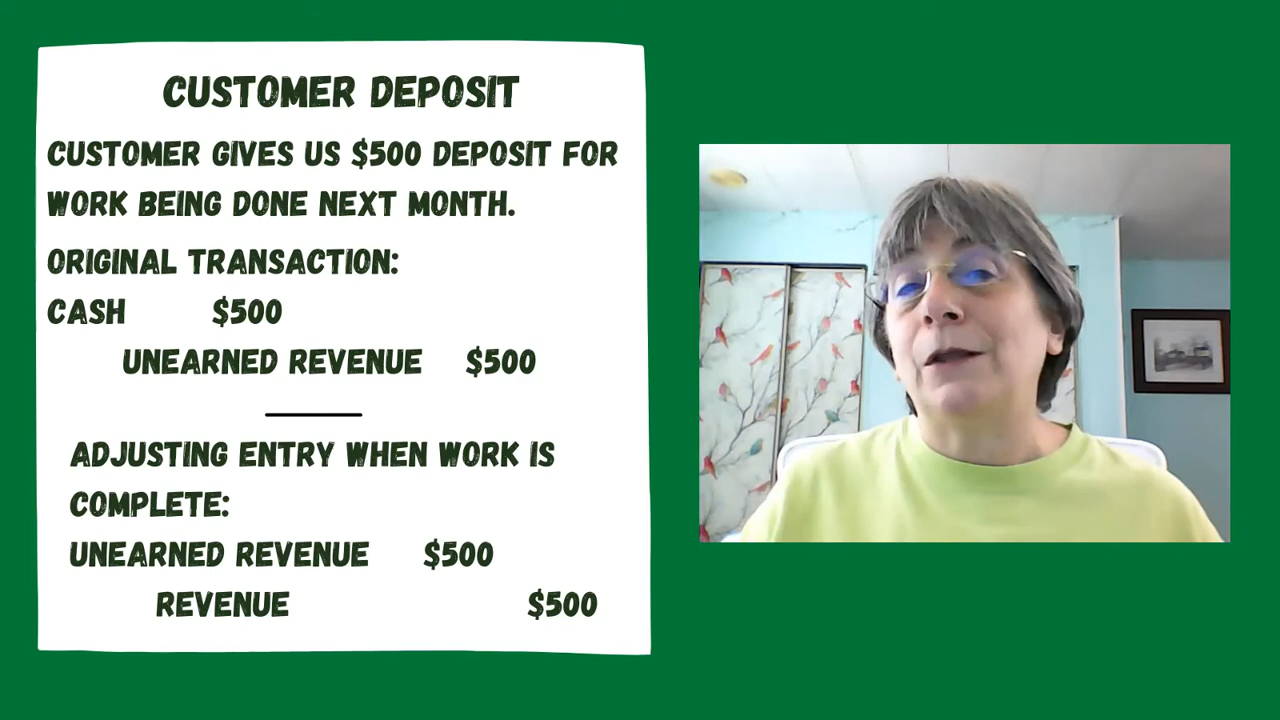 CUSTOMER DEPOSIT
CUSTOMER GIVES US $500 DEPOSIT FOR
WORK BEING DONE NEXT MONTH.
ORIGINAL TRANSACTION:
CASH $500
UNEARNED REVENUE $500
ADJUSTING ENTRY WHEN WORK IS
COMPLETE:
UNEARNED REVENUE $500
REVENUE $500